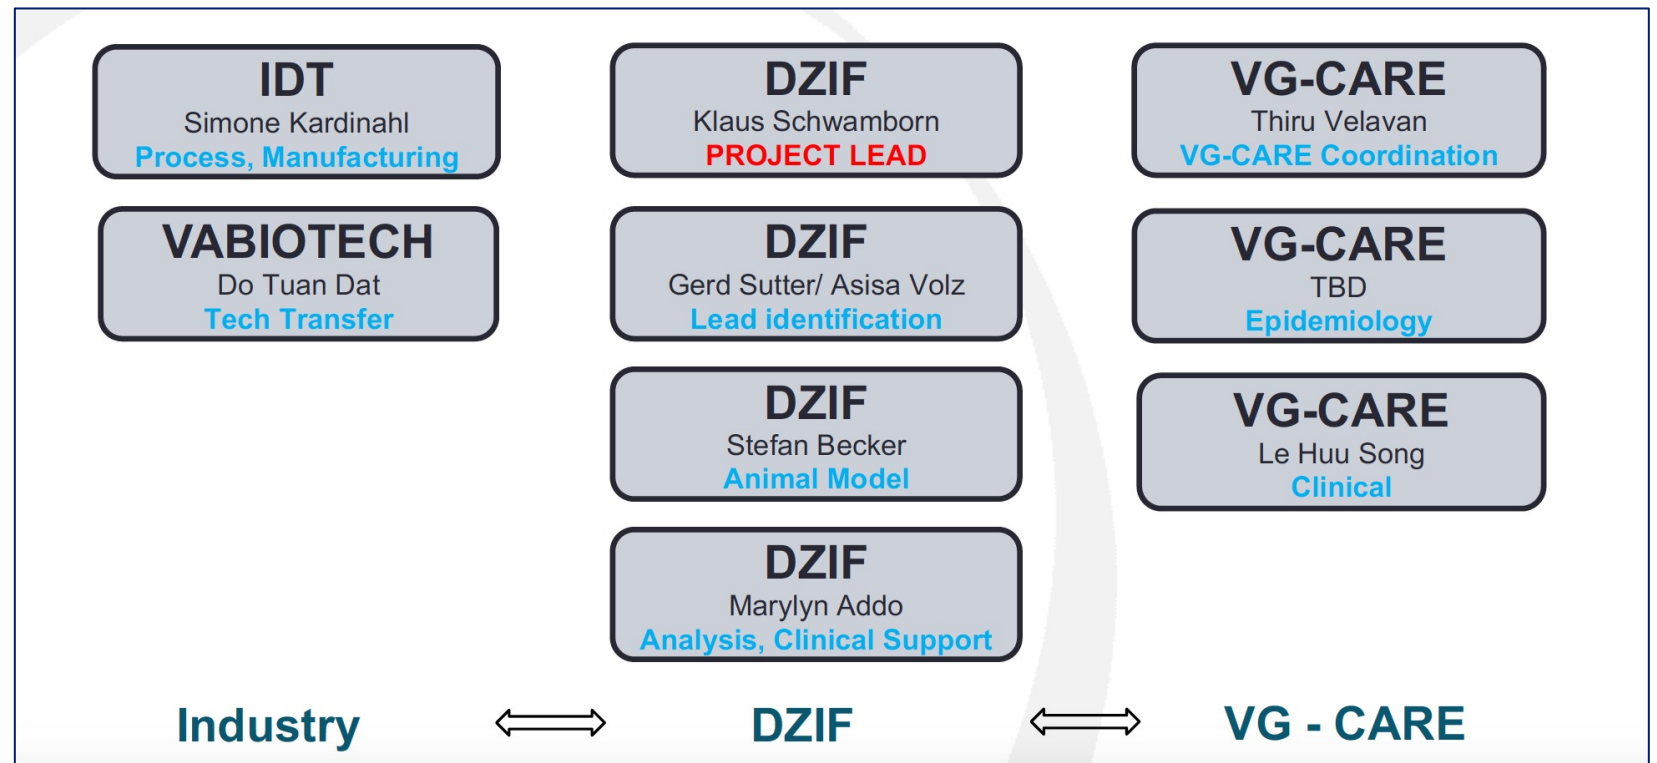 IDT
Simone Kardinahl
Process, Manufacturing
VABIOTECH
Do Tuan Dat
Tech Transfer
DZIF
Klaus Schwamborn
PROJECT LEAD
DZIF
Gerd Sutter/ Asisa Volz
Lead identification
DZIF
Stefan Becker
Animal Model
DZIF
Marylyn Addo
Analysis, Clinical Support
VG-CARE
Thiru Velavan
VG-CARE Coordination
VG-CARE
TBD
Epidemiology
VG-CARE
Le Huu Song
Clinical
Industry
DZIF
VG - CARE